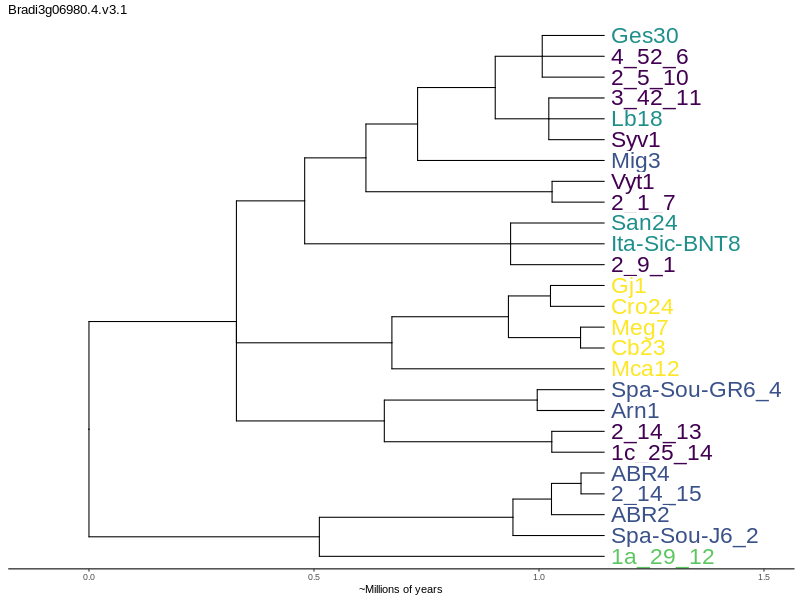 Bradi3g06980.4.v3.1
Ges30
4_52_6
2_5_10
3_42_11
Lb18
Syv1
Mig3
Vyt1
2_1_7
San24
Ita-Sic-BNT8
2_9_1
Gj1
Cro24
Meg7
Cb23
Mca12
Spa-Sou-GR6_4
Arn1
2_14_13
1c_25_14
ABR4
2_14_15
ABR2
Spa-Sou-J6_2
1a_29_12
0.0 0.5 1.0 1.5
~Millions of years